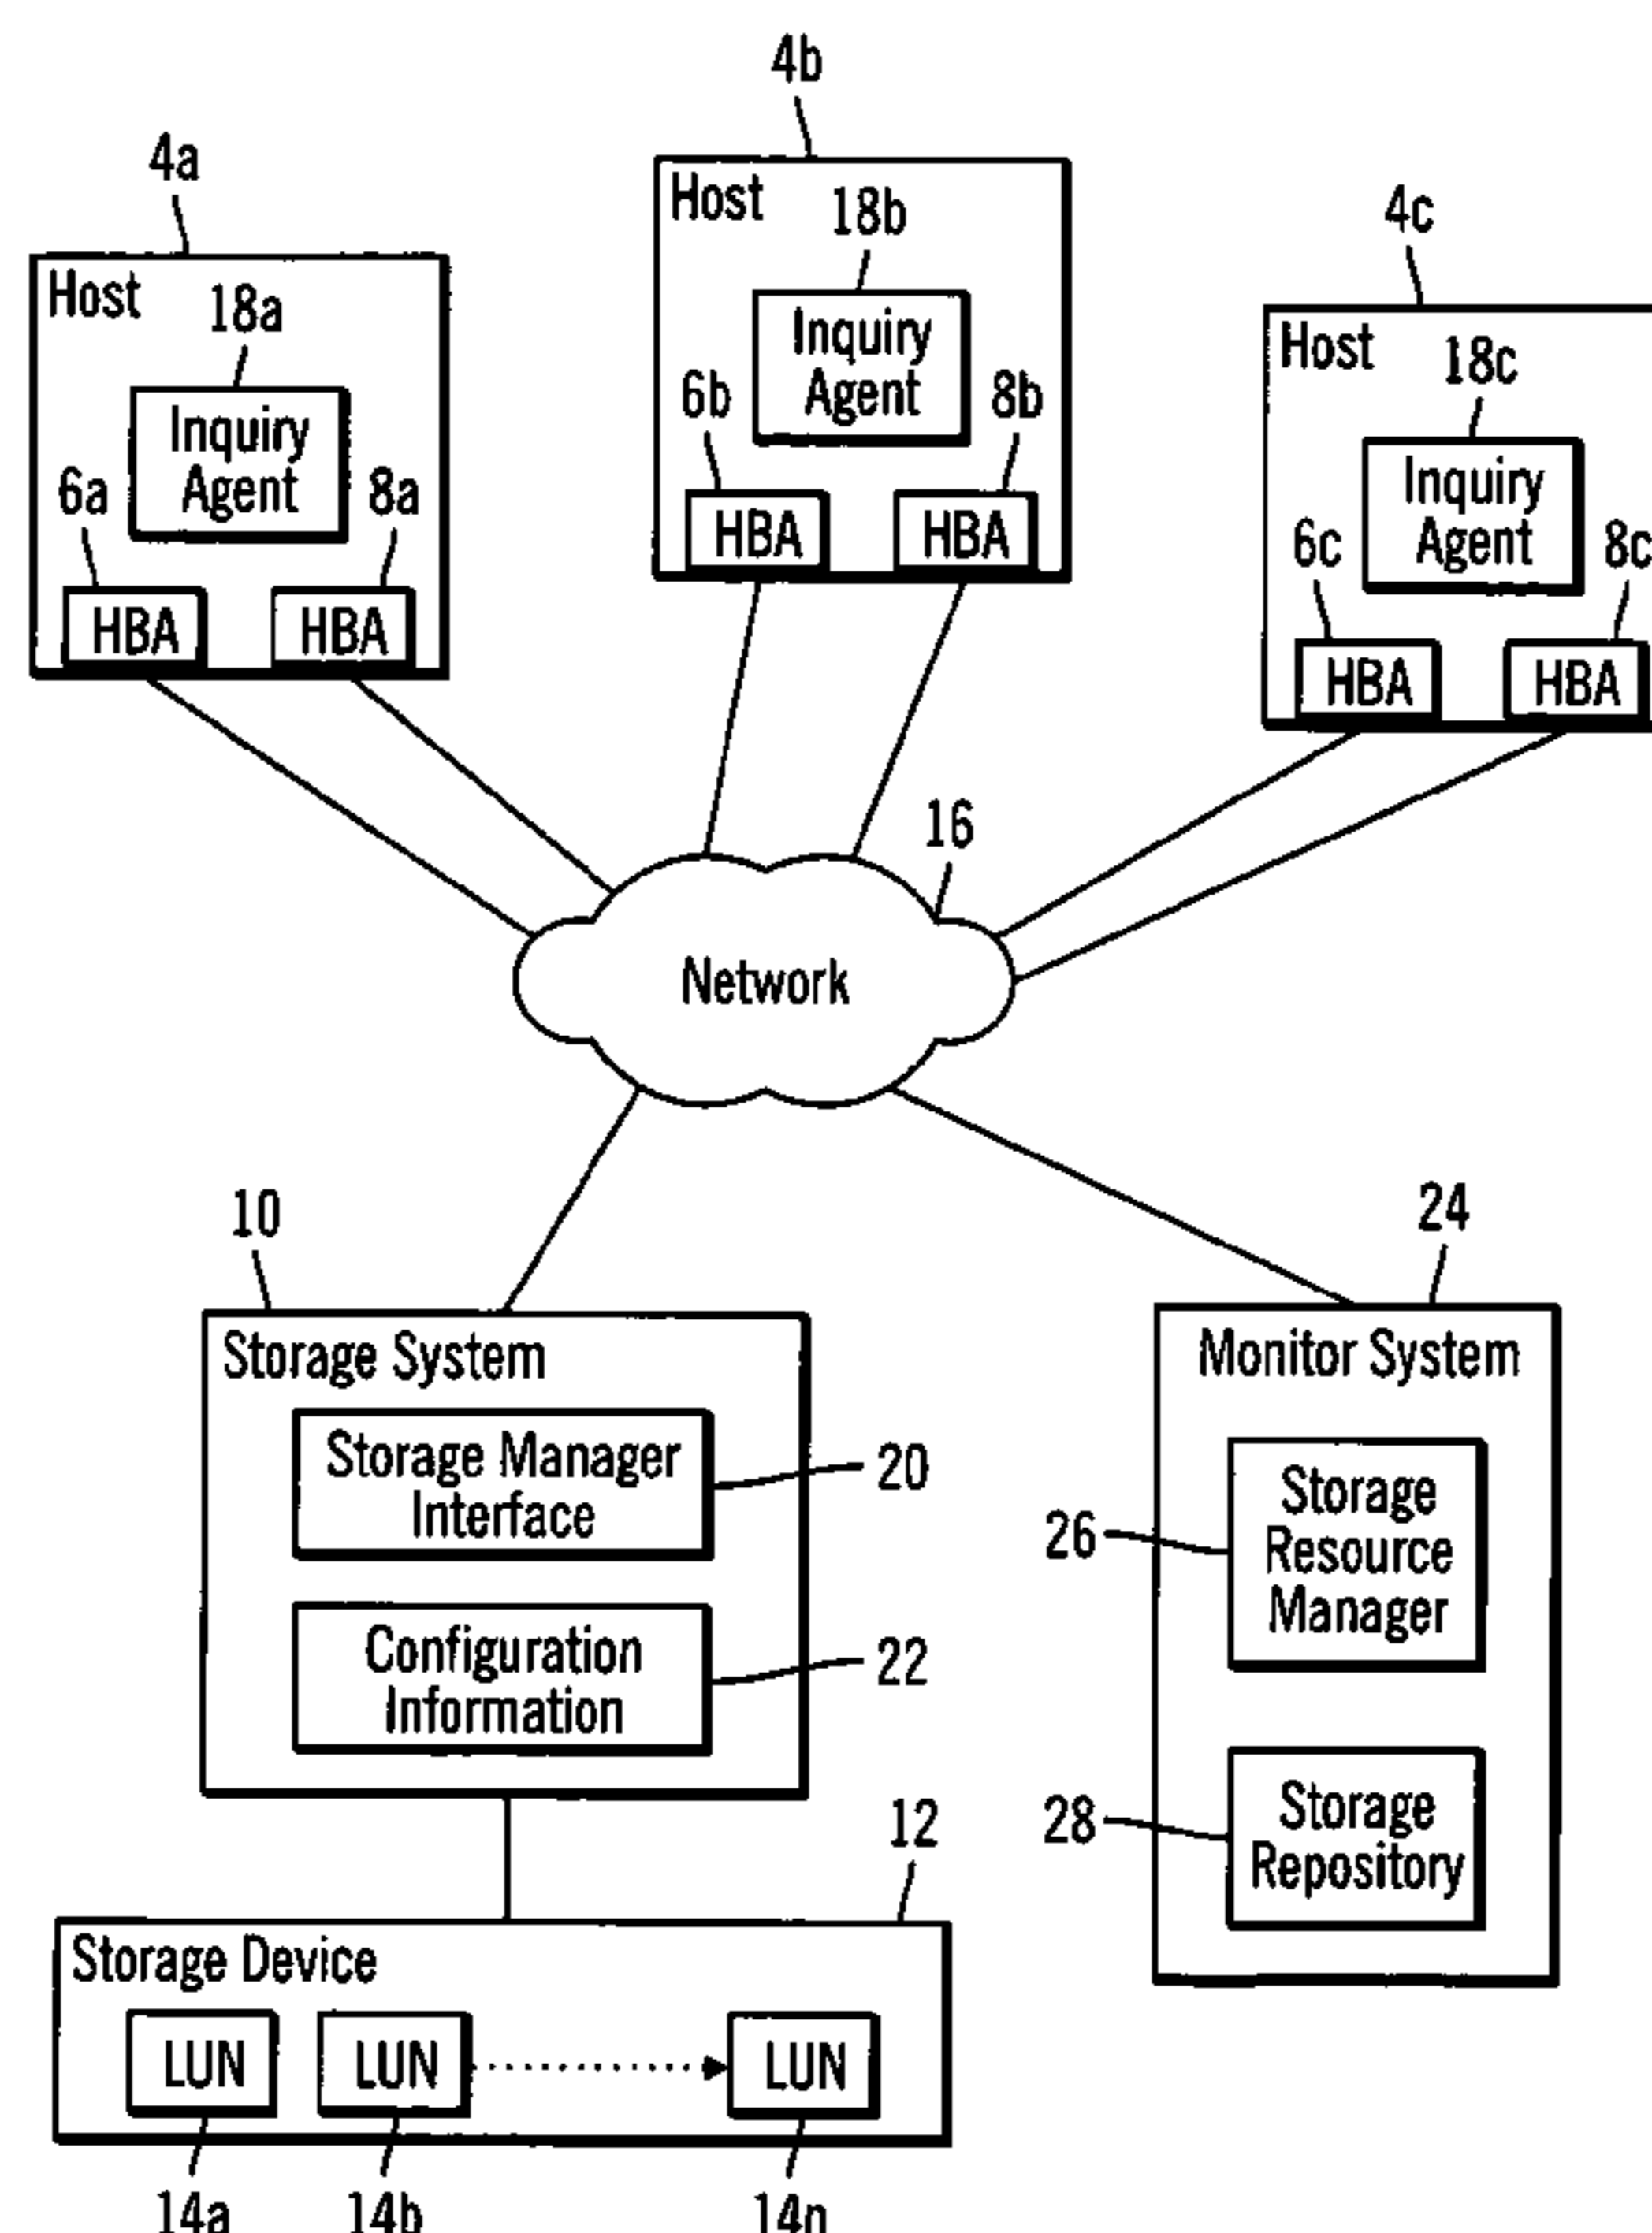 4b
4a
Host
18b
4c
Host
18a
Inquiry
Agent
Host
18c
6b
8b
Inquiry
Agent
HBA
HBA
Inquiry
Agent
6a
8a
6c
8c
HBA
HBA
HBA
HBA
16
Network
10
24
Storage System
Monitor System
Storage Manager
Interface
20
Storage
Resource
Manager
26
Configuration
Information
22
12
Storage
Repository
28
Storage Device
LUN
LUN
LUN
14a
14b
14n